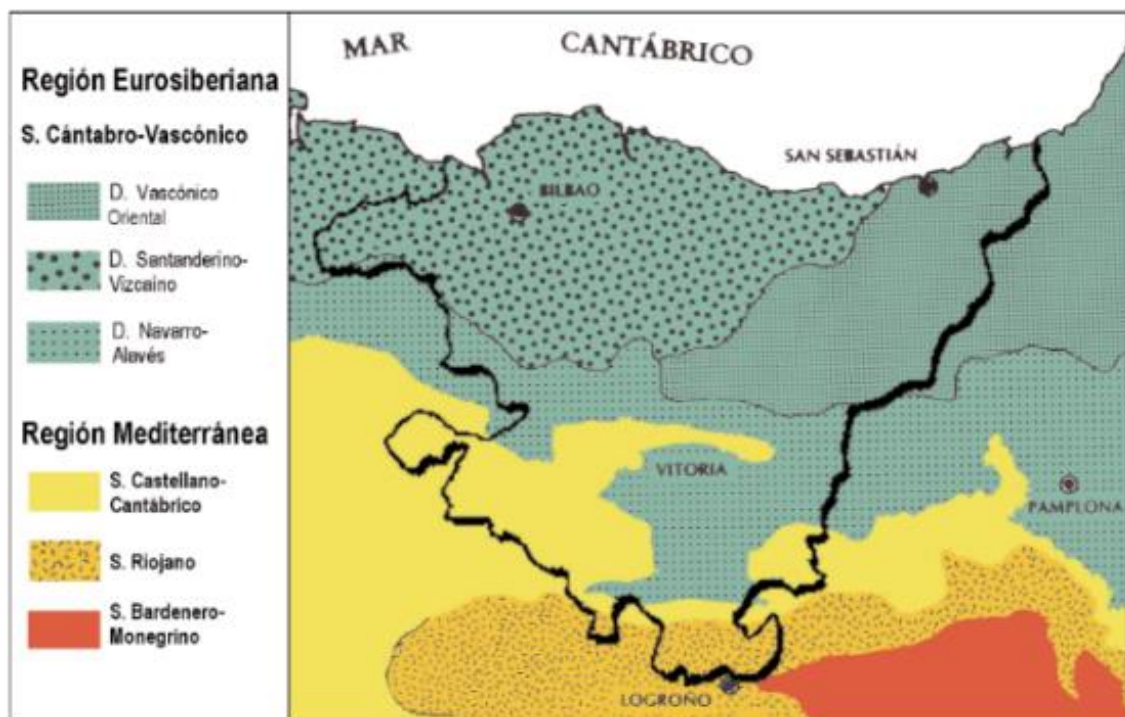 Región Eurosiberiana
S. Cántabro-Vascónico
D. Vascónico
Oriental
D. Santanderino-
Vizcaíno
D. Navarro-
Alavés
Región Mediterránea
S. Castellano-
Cantábrico
S. Riojano
S. Bardenero-
Monegrino
MAR CANTÁBRICO
SAN SEBASTIÁN
BILBAO
VITORIA
PAMPLONA
LOGROÑO